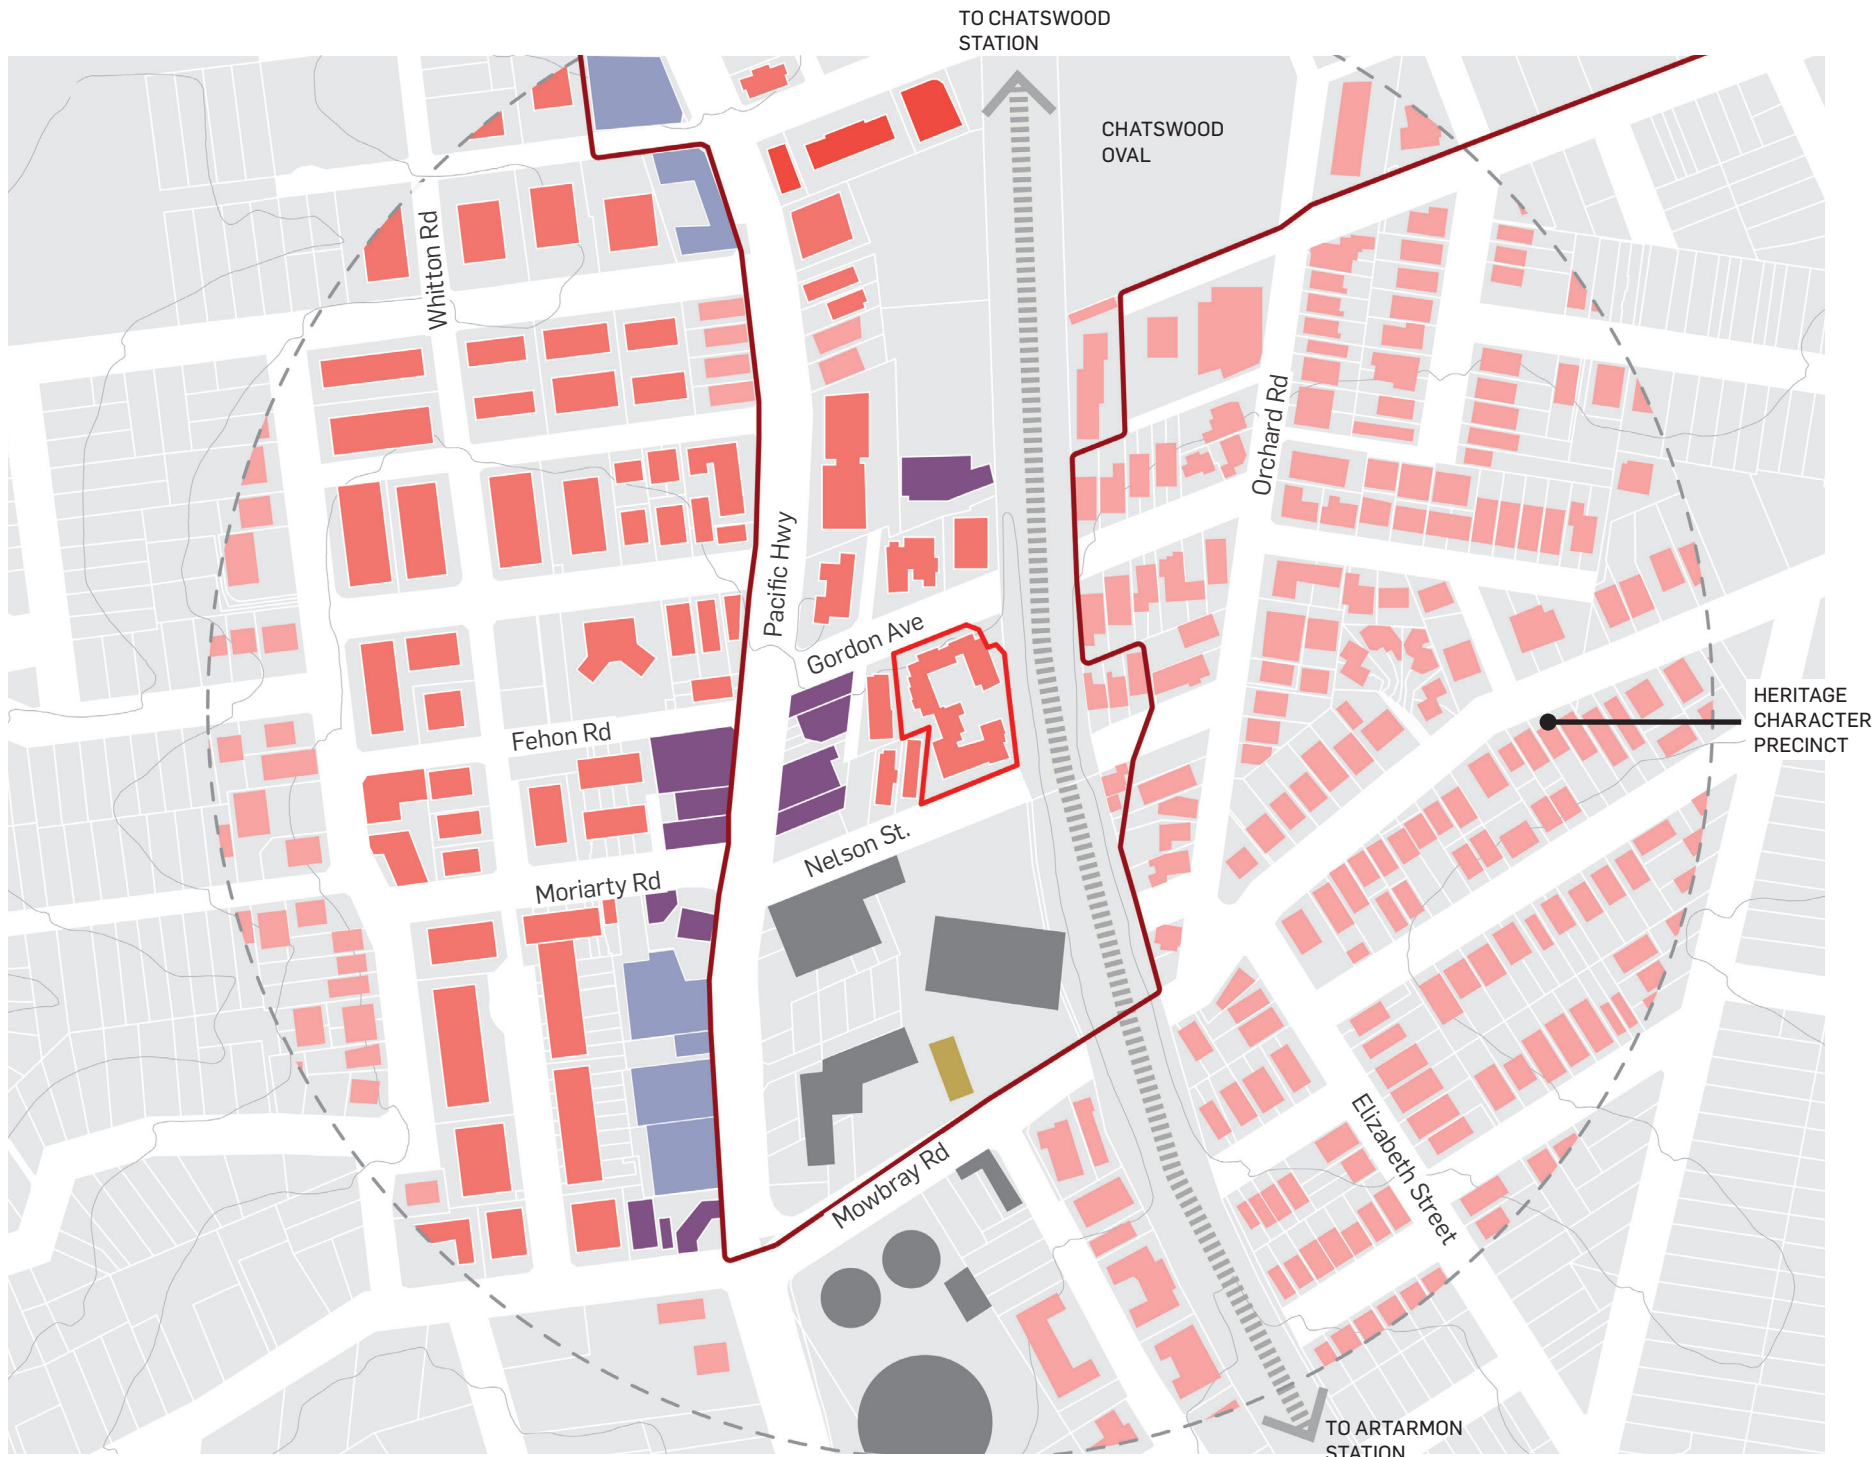 TO CHATSWOOD
STATION
CHATSWOOD
OVAL
Whitton Rd
Orchard Rd
Pacific Hwy
Gordon Ave
HERITAGE
CHARACTER
PRECINCT
Fehon Rd
Nelson St.
Moriarty Rd
Mowbray Rd
Elizabeth Street
TO ARTARMON
STATION